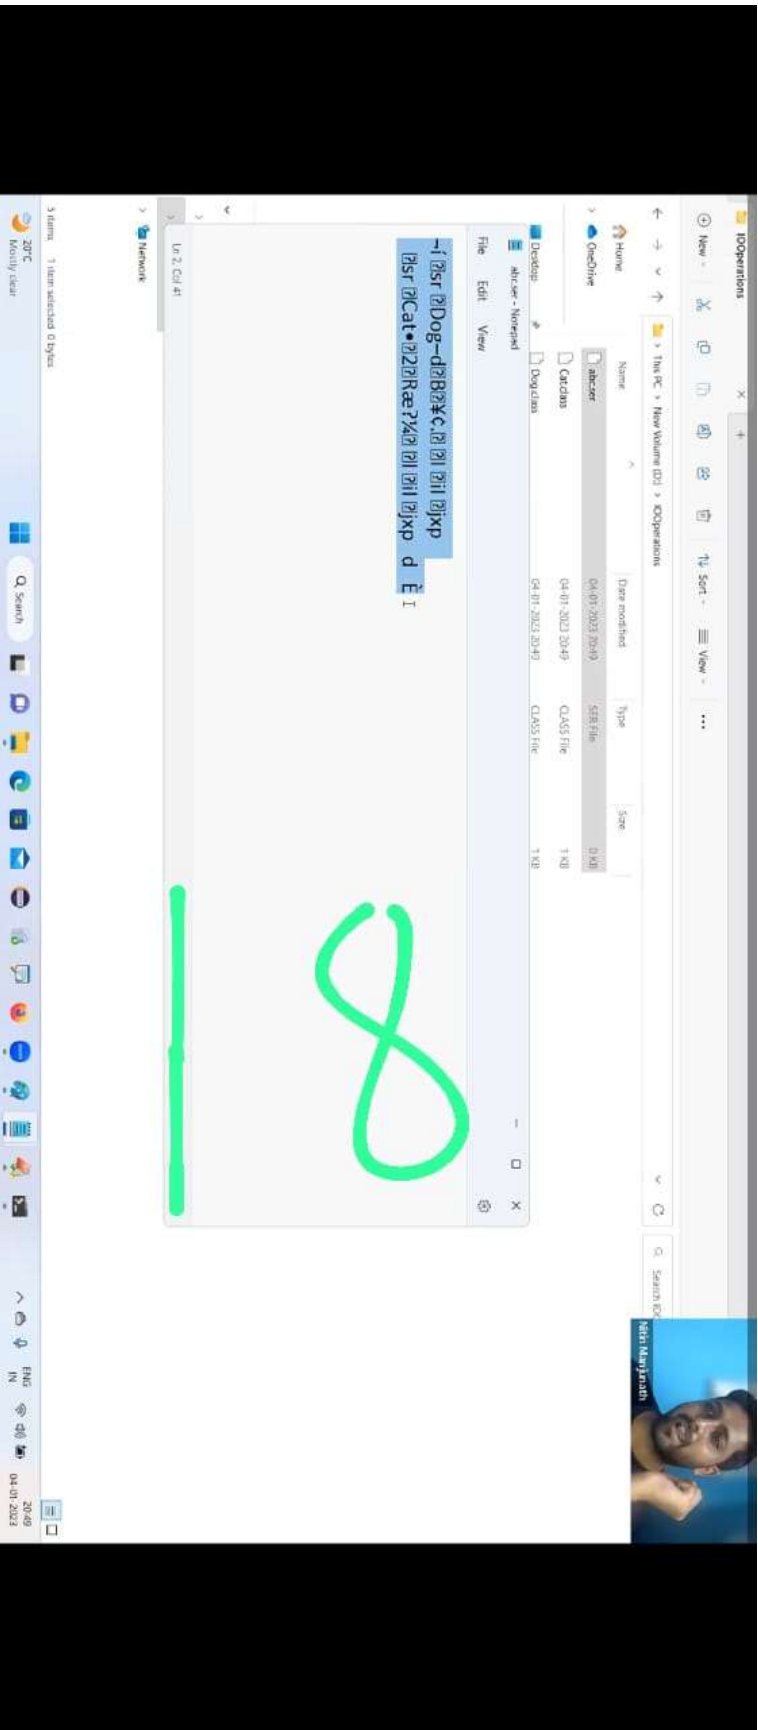 IOOperations
New
Sort
View
This PC > New Volume (D:) > IOOperations
Home
OneDrive
Desktop
Network
Name
Date modified
Type
Size
abc.ser
04-01-2023 20:49
SER File
0 KB
Cat.class
04-01-2023 20:49
CLASS File
1 KB
Dog.class
04-01-2023 20:49
CLASS File
1 KB
abc.ser - Notepad
File
Edit
View
Ln 2, Col 41
8
Nitin Manjunath
5 items
1 item selected 0 bytes
20°C
Mostly clear
Search
ENG
IN
20:49
04-01-2023